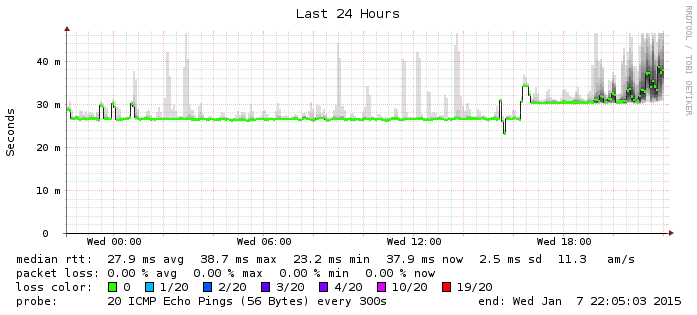 Last 24 Hours
RRDTOOL / TOBI OETIKER
Seconds
40 m
30 m
20 m
10 m
0
Wed 00:00 Wed 06:00 Wed 12:00 Wed 18:00
median rtt: 27.9 ms avg 38.7 ms max 23.2 ms min 37.9 ms now 2.5 ms sd 11.3 am/s
packet loss: 0.00 % avg 0.00 % max 0.00 % min 0.00 % now
loss color: 0 1/20 2/20 3/20 4/20 10/20 19/20
probe: 20 ICMP Echo Pings (56 Bytes) every 300s end: Wed Jan 7 22:05:03 2015